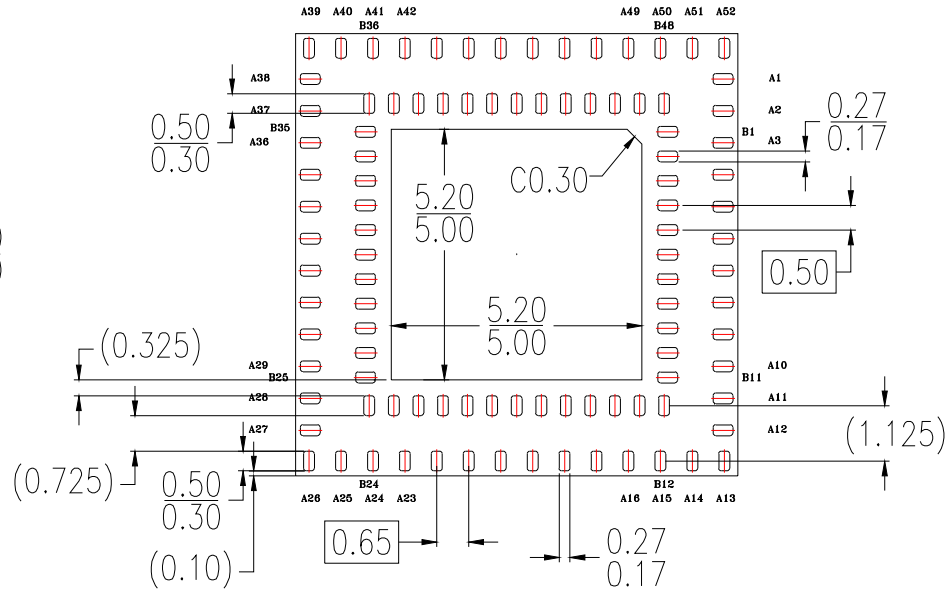 A39 A40 A41 A42 A49 A50 A51 A52
B36 B48
A38 A1
A37 A2
B35 B1
A36 A3
0.50
0.30
0.27
0.17
C0.30
5.20
5.00
0.50
5.20
5.00
(0.325)
A29 A10
B25 B11
A28 A11
A27 A12
(1.125)
(0.725)
0.50
0.30
B24 B12
A26 A25 A24 A23 A16 A15 A14 A13
0.65
0.27
0.17
(0.10)